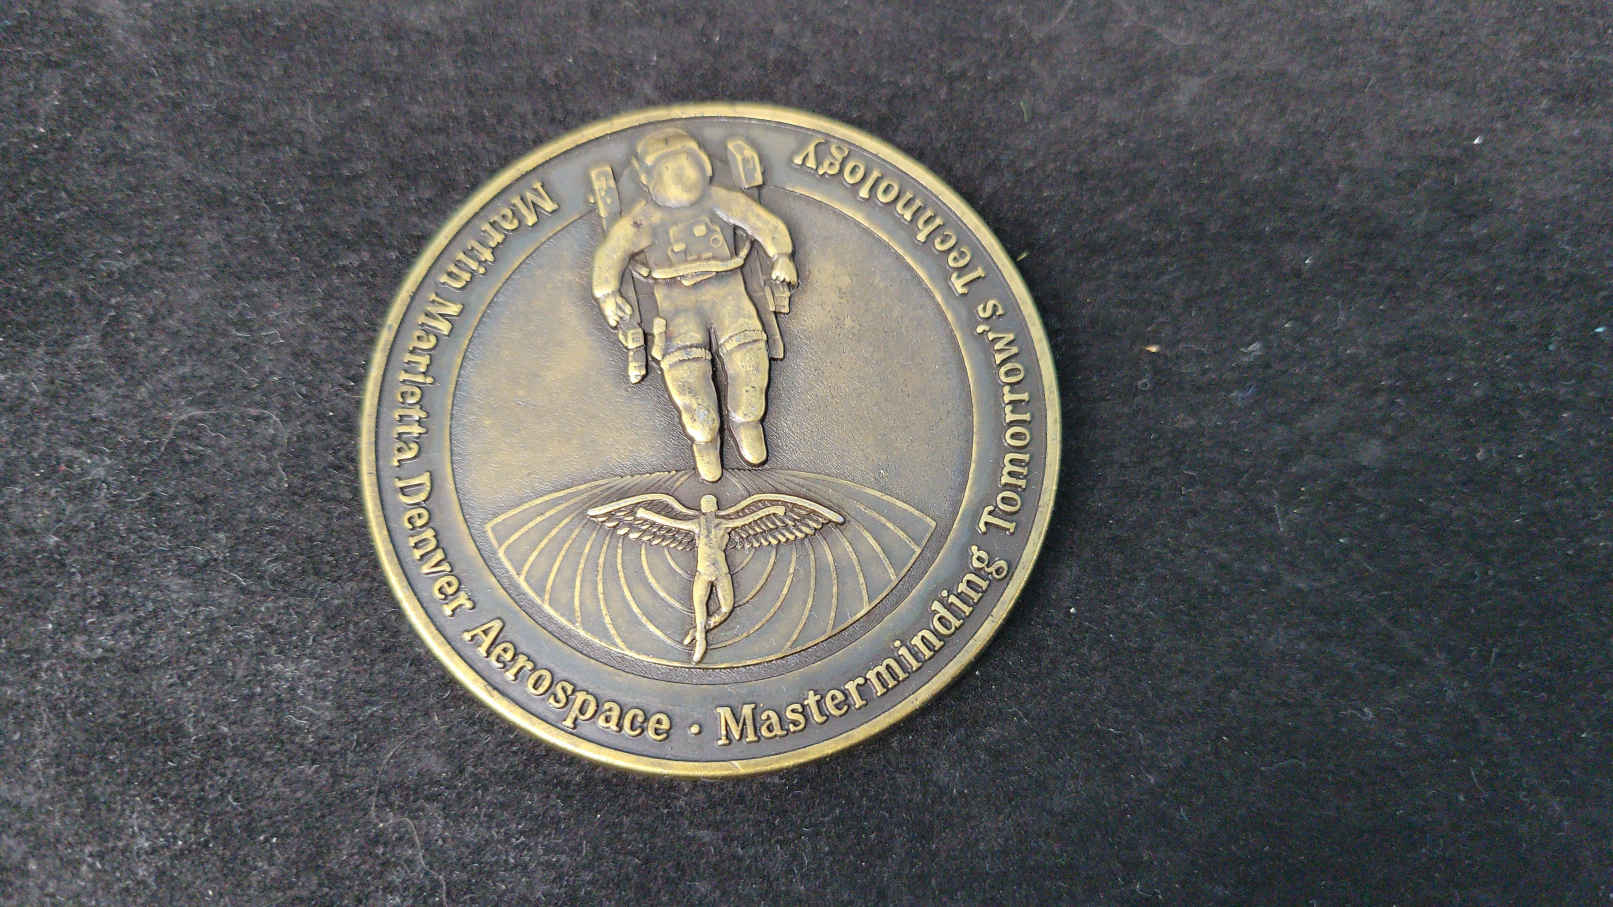 Martin Marietta Denver Aerospace · Masterminding Tomorrow's Technology